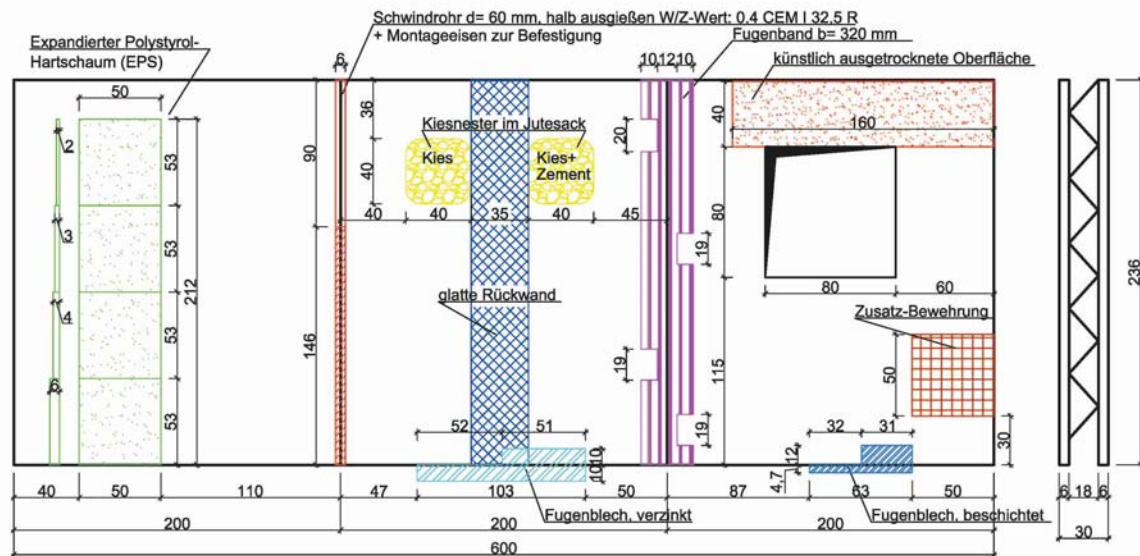 Schwindrohr d= 60 mm, halb ausgießen W/Z-Wert: 0.4 CEM I 32,5 R
+ Montageeisen zur Befestigung
Expandierter Polystyrol-
Hartschaum (EPS)
Fugenband b= 320 mm
künstlich ausgetrocknete Oberfläche
6
10 12 10
50
36
40
20
160
Kiesnester im Jutesack
Kies
Kies+
Zement
2
53
90
40
40 40 35 40 45
80
3
53
212
19
236
4
53
glatte Rückwand
80
60
Zusatz-Bewehrung
146
19
115
50
6
53
52 51
19
32 31
30
10 10
12
4,7
40 50 110 47 103 50 87 63 50
6 18 6
Fugenblech, verzinkt
Fugenblech, beschichtet
200 200 200
30
600